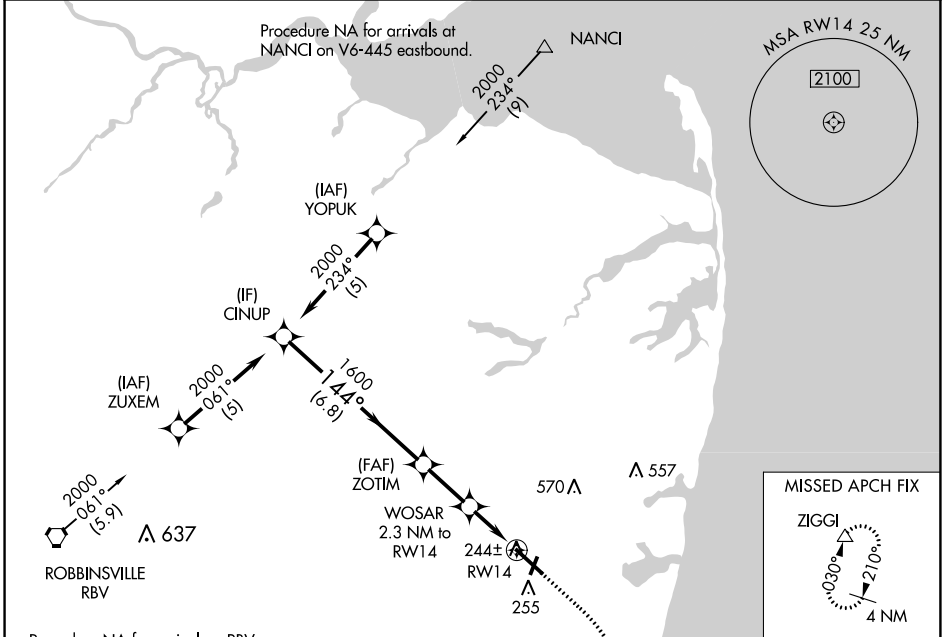 Procedure NA for arrivals at
NANCI on V6-445 eastbound.
NANCI
2000
234°
(9)
MSA RW14 25 NM
2100
(IAF)
YOPUK
2000
234°
(5)
(IF)
CINUP
1600
144°
(6.8)
(IAF)
ZUXEM
2000
061°
(5)
(FAF)
ZOTIM
570
557
WOSAR
2.3 NM to
RW14
244±
RW14
255
2000
061°
(5.9)
637
ROBBINSVILLE
RBV
MISSED APCH FIX
ZIGGI
030°
210°
4 NM